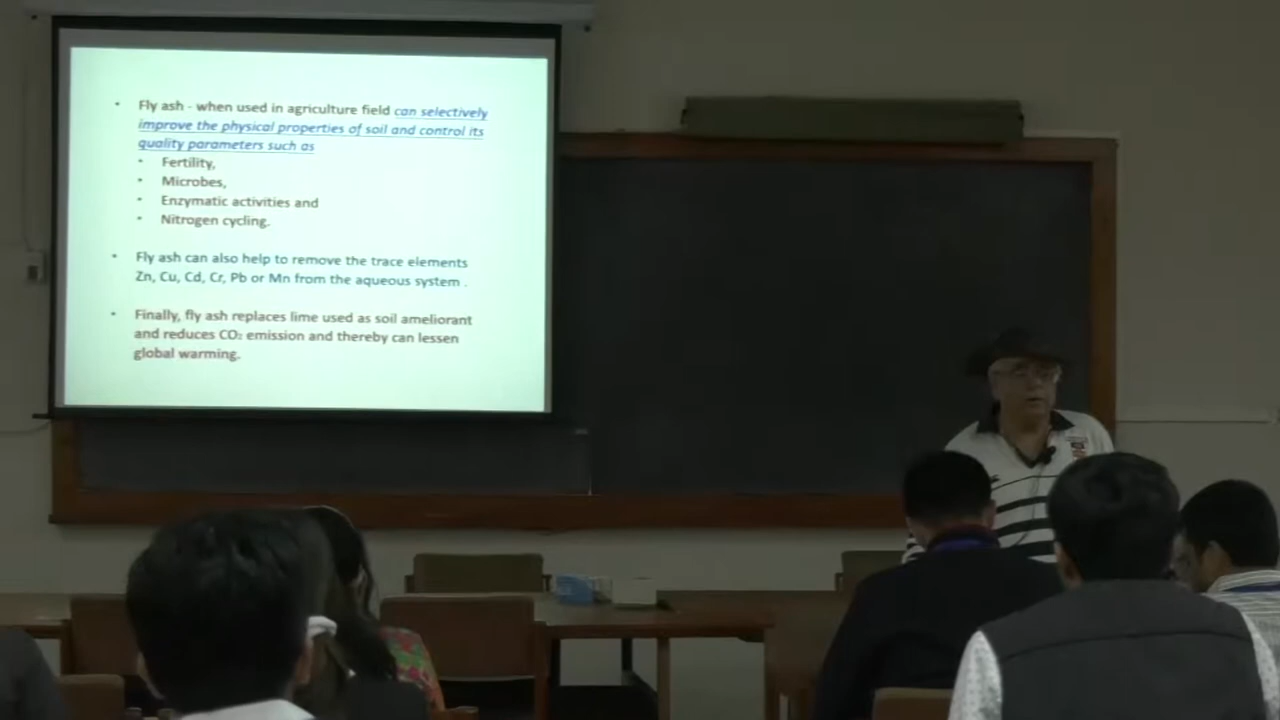 • Fly ash - when used in agriculture field can selectively
improve the physical properties of soil and control its
quality parameters such as
• Fertility,
• Microbes,
• Enzymatic activities and
• Nitrogen cycling.
• Fly ash can also help to remove the trace elements
Zn, Cu, Cd, Cr, Pb or Mn from the aqueous system .
• Finally, fly ash replaces lime used as soil ameliorant
and reduces CO₂ emission and thereby can lessen
global warming.